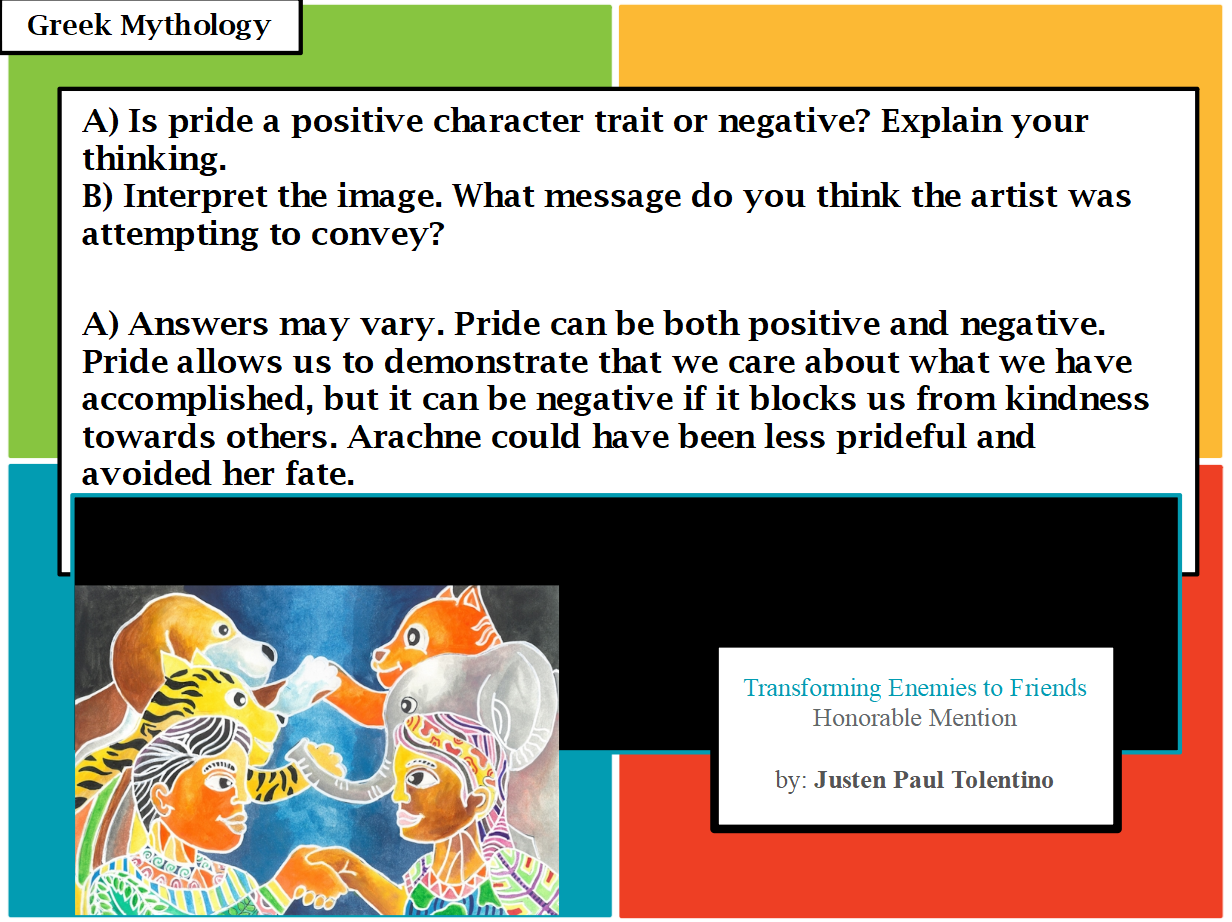 Greek Mythology
A) Is pride a positive character trait or negative? Explain your
thinking.
B) Interpret the image. What message do you think the artist was
attempting to convey?
A) Answers may vary. Pride can be both positive and negative.
Pride allows us to demonstrate that we care about what we have
accomplished, but it can be negative if it blocks us from kindness
towards others. Arachne could have been less prideful and
avoided her fate.
Transforming Enemies to Friends
Honorable Mention
by: Justen Paul Tolentino